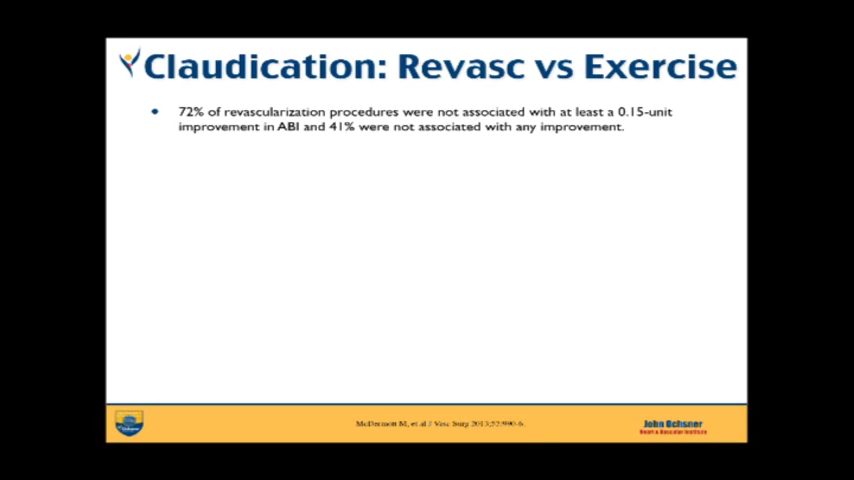 Claudication: Revasc vs Exercise
• 72% of revascularization procedures were not associated with at least a 0.15-unit
improvement in ABI and 41% were not associated with any improvement.
McDermott M, et al J Vasc Surg 2013;57:990-6.
John Ochsner
Heart & Vascular Institute